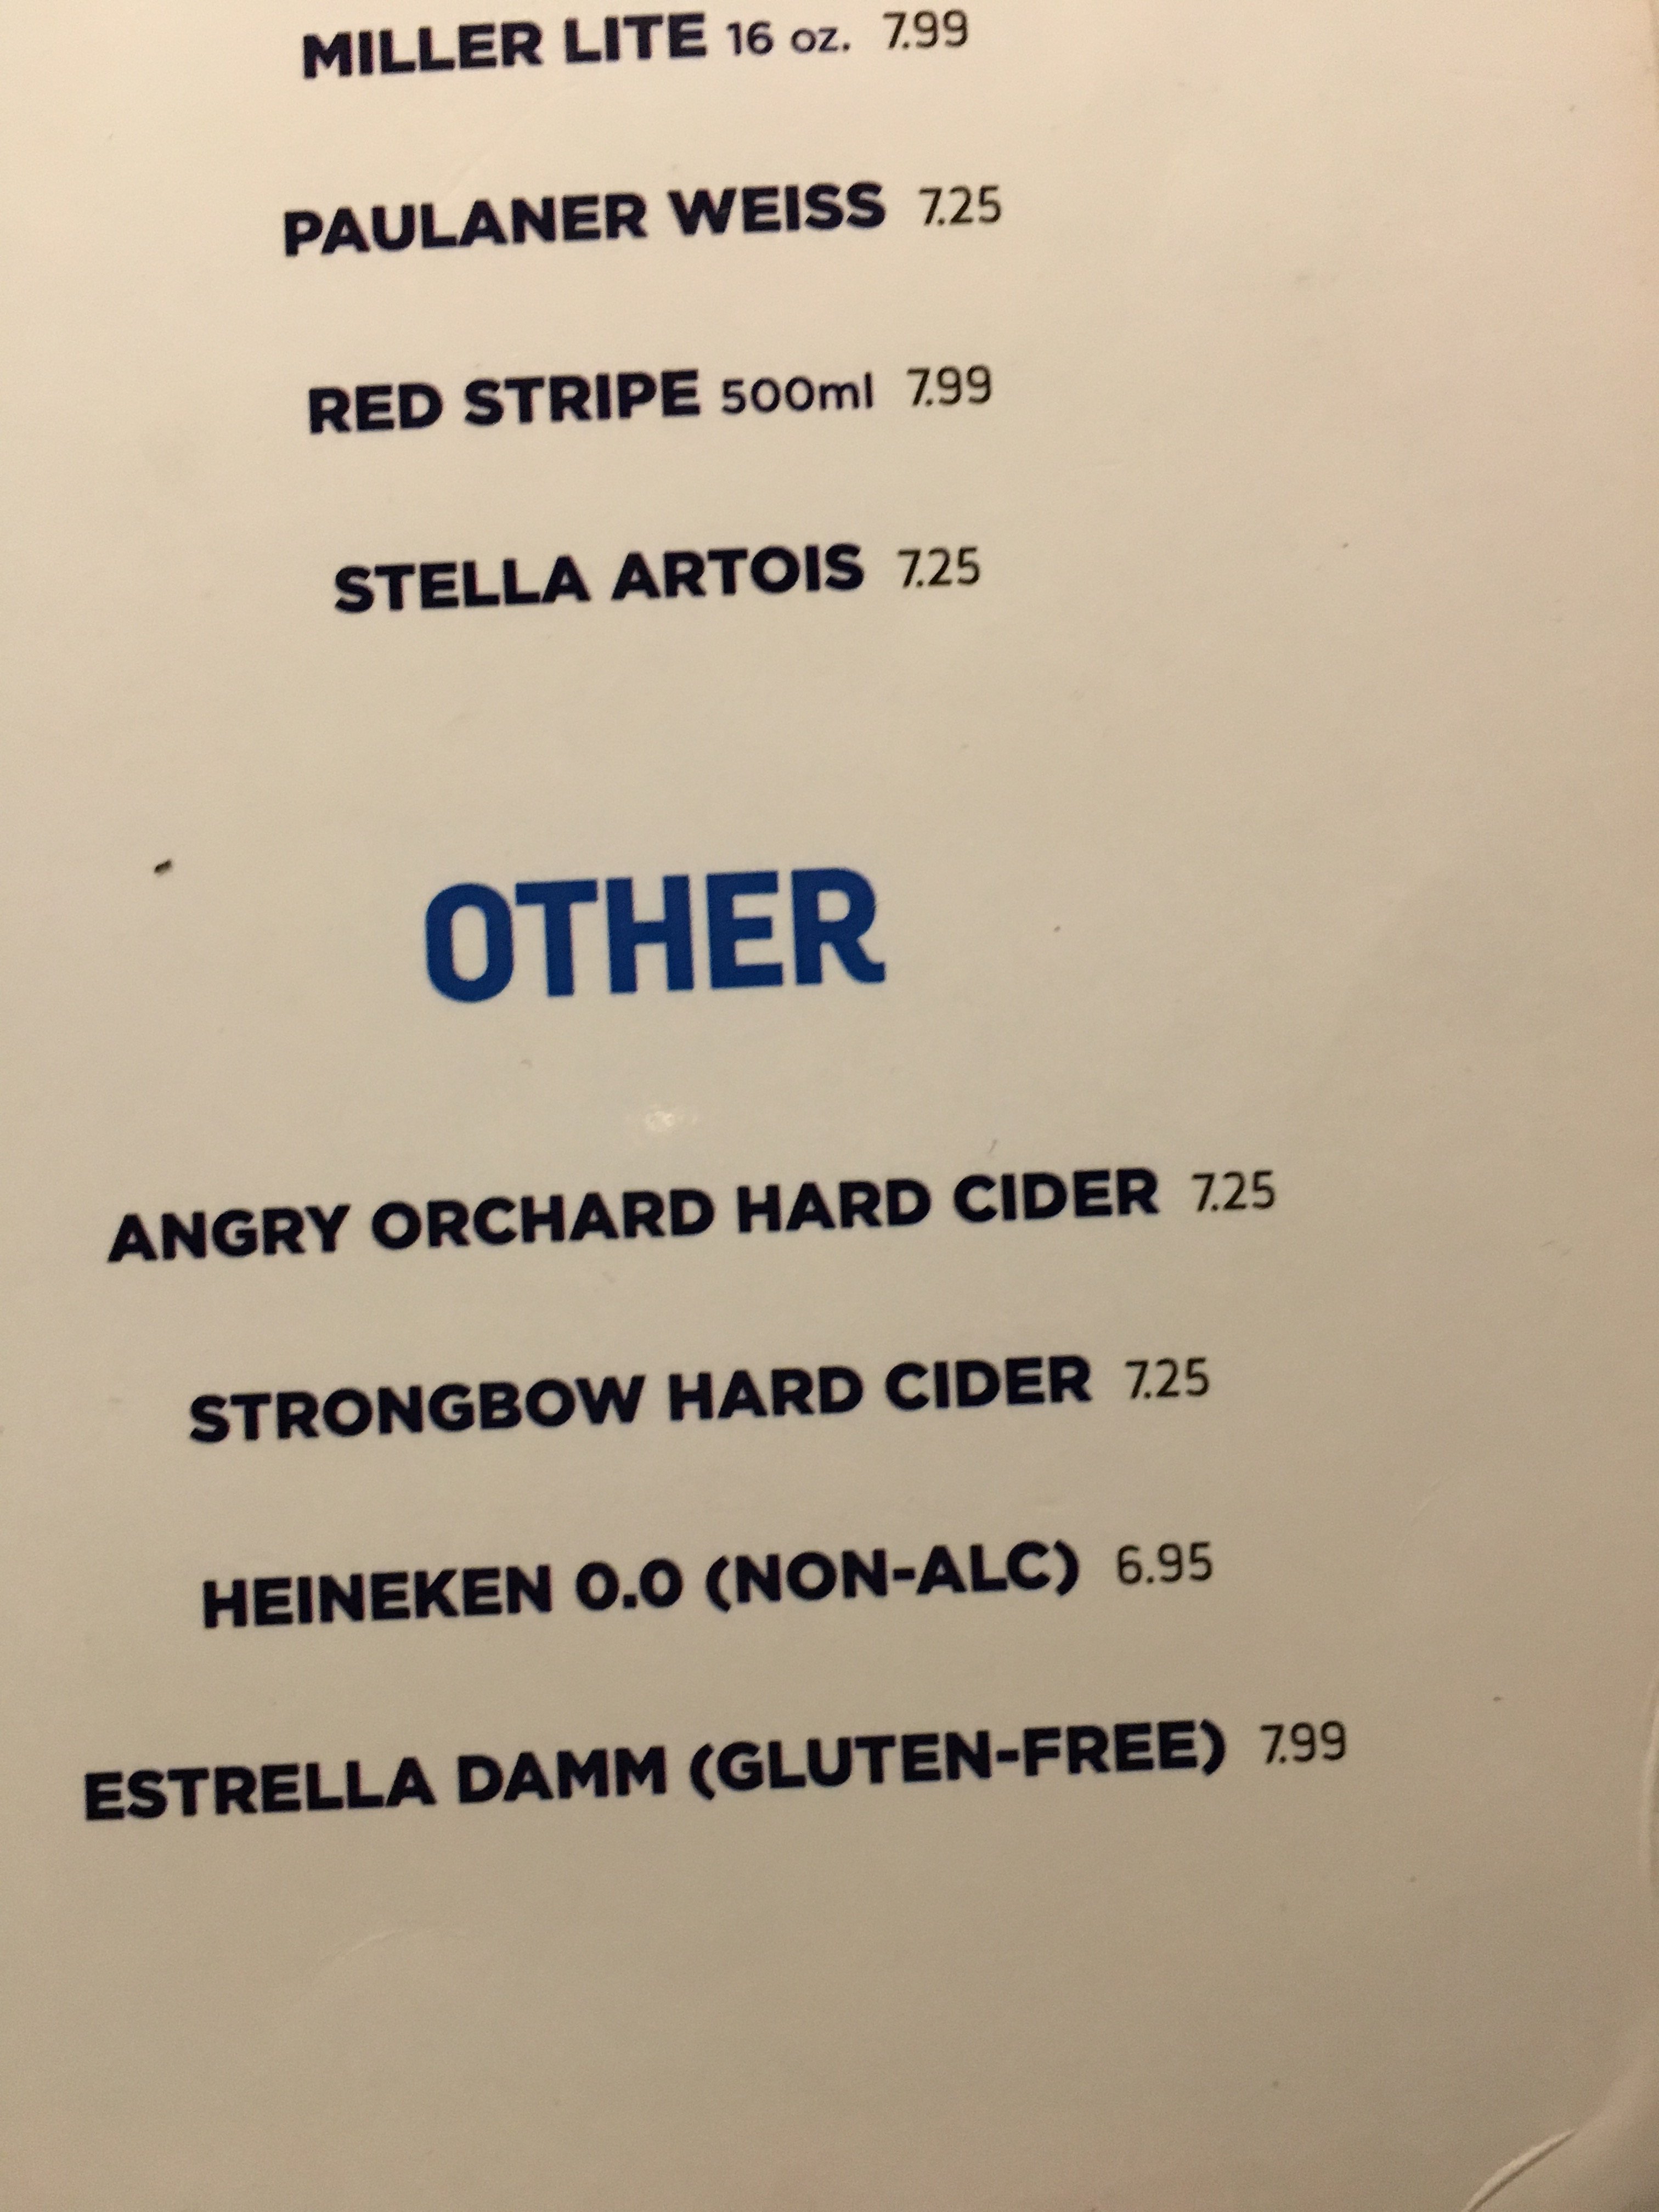 MILLER LITE 16 oz. 7.99
PAULANER WEISS 7.25
RED STRIPE 500ml 7.99
STELLA ARTOIS 7.25
OTHER
ANGRY ORCHARD HARD CIDER 7.25
STRONGBOW HARD CIDER 7.25
HEINEKEN 0.0 (NON-ALC) 6.95
ESTRELLA DAMM (GLUTEN-FREE) 7.99